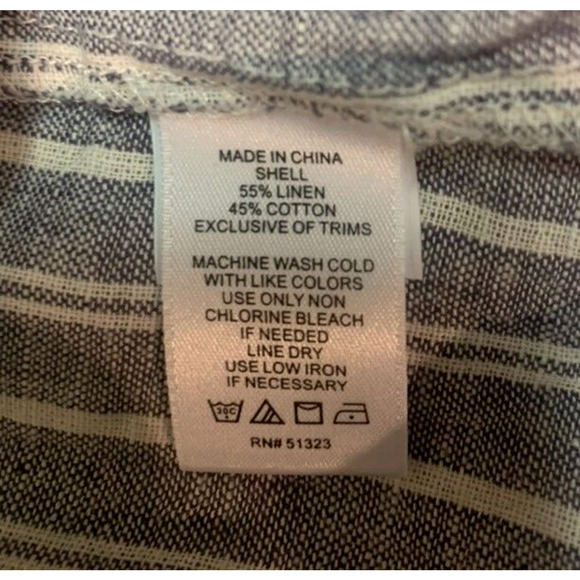 MADE IN CHINA
SHELL
55% LINEN
45% COTTON
EXCLUSIVE OF TRIMS
MACHINE WASH COLD
WITH LIKE COLORS
USE ONLY NON
CHLORINE BLEACH
IF NEEDED
LINE DRY
USE LOW IRON
IF NECESSARY
30C
RN# 51323